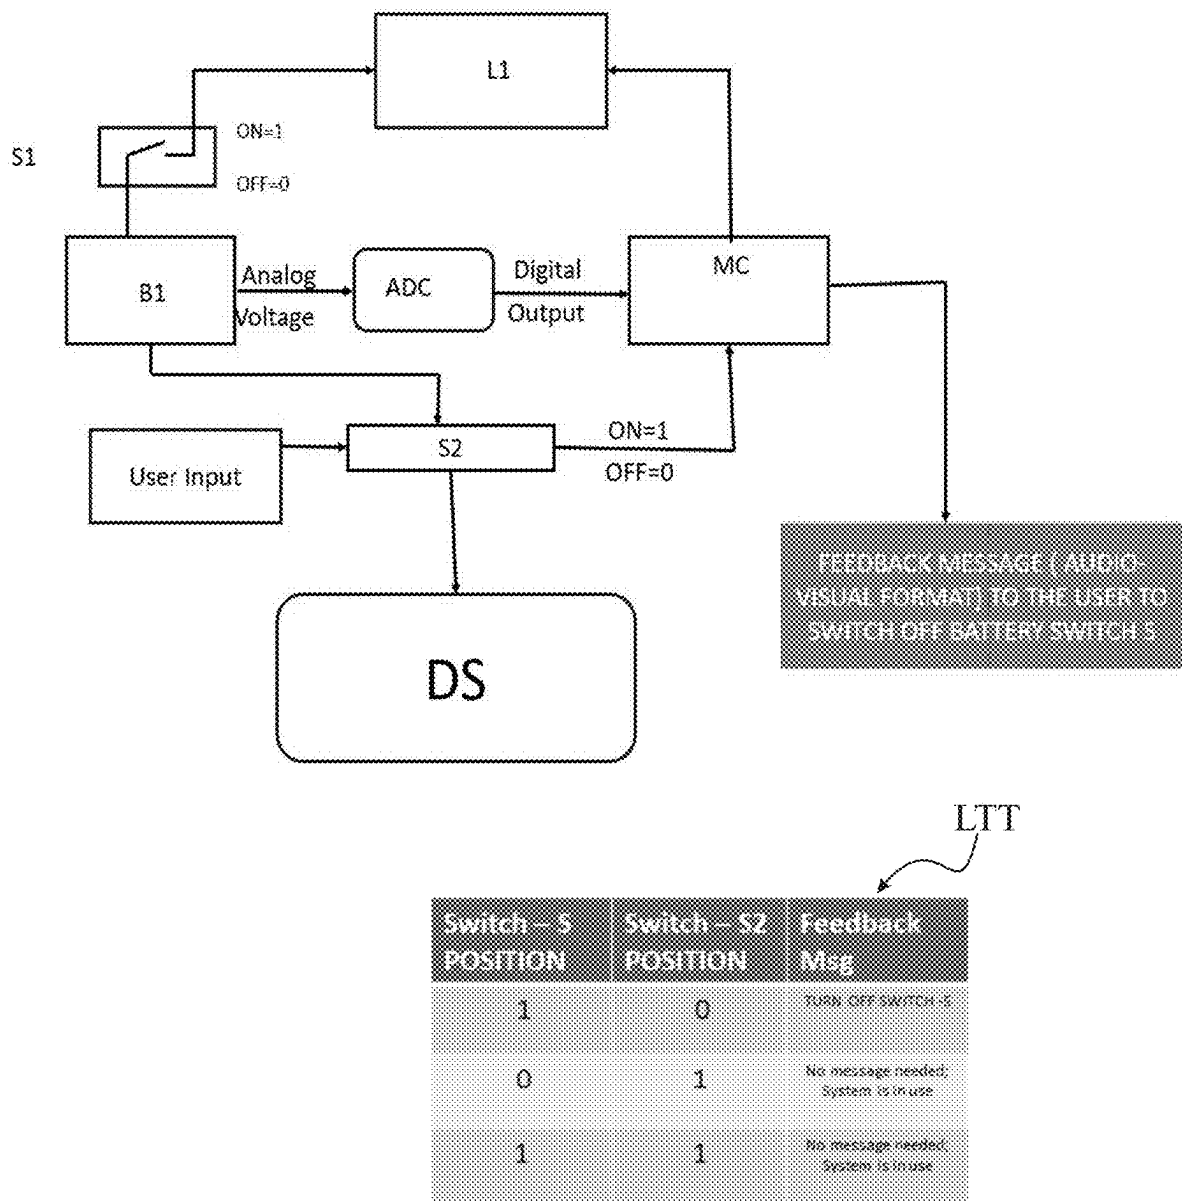 L1
ON=1
S1
OFF=0
B1
Analog
Voltage
ADC
Digital
Output
MC
User Input
S2
ON=1
OFF=0
FEEDBACK MESSAGE ( AUDIO-
VISUAL FORMAT) TO THE USER TO
SWITCH OFF BATTERY SWITCH S
DS
LTT
Switch – S
POSITION
Switch – S2
POSITION
Feedback
Msg
1
0
TURN OFF SWITCH -S
0
1
No message needed;
System is in use
1
1
No message needed;
System is in use